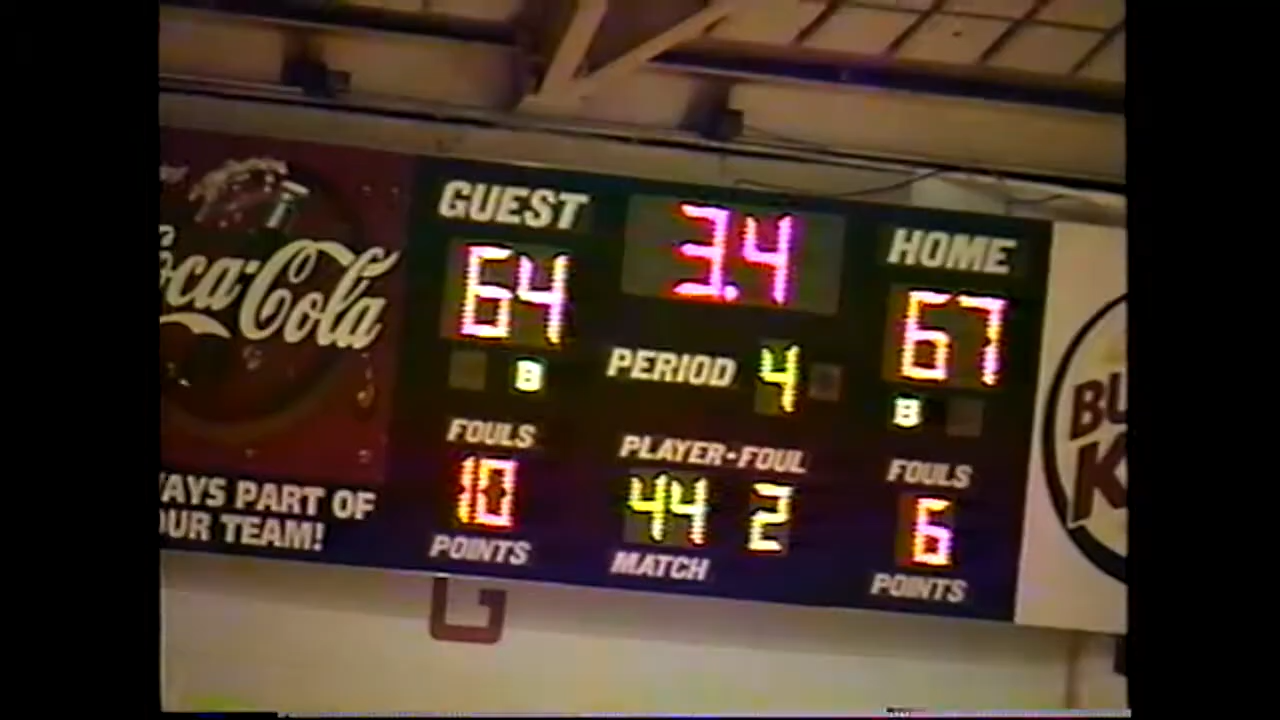 Coca-Cola
WAYS PART OF
OUR TEAM!
GUEST
64
B
FOULS
10
POINTS
3.4
PERIOD 4
PLAYER-FOUL
44 2
MATCH
HOME
67
B
FOULS
6
POINTS
BU
K
G